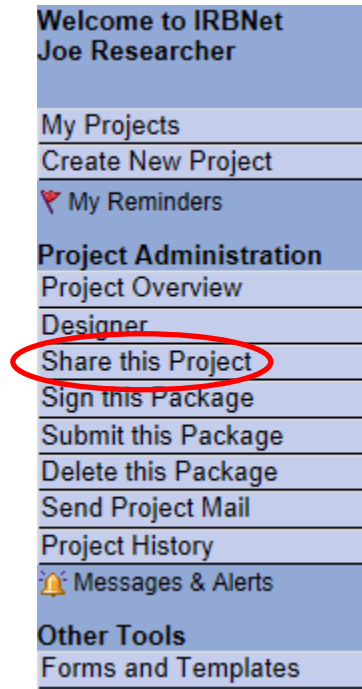 Welcome to IRBNet
Joe Researcher
My Projects
Create New Project
My Reminders
Project Administration
Project Overview
Designer
Share this Project
Sign this Package
Submit this Package
Delete this Package
Send Project Mail
Project History
Messages & Alerts
Other Tools
Forms and Templates